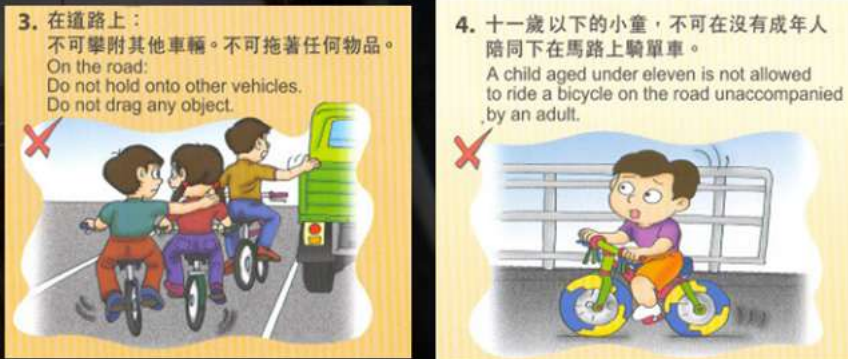 3. 在道路上：
不可攀附其他車輛。不可拖著任何物品。
On the road:
Do not hold onto other vehicles.
Do not drag any object.
4. 十一歲以下的小童，不可在沒有成年人
陪同下在馬路上騎單車。
A child aged under eleven is not allowed
to ride a bicycle on the road unaccompanied
by an adult.